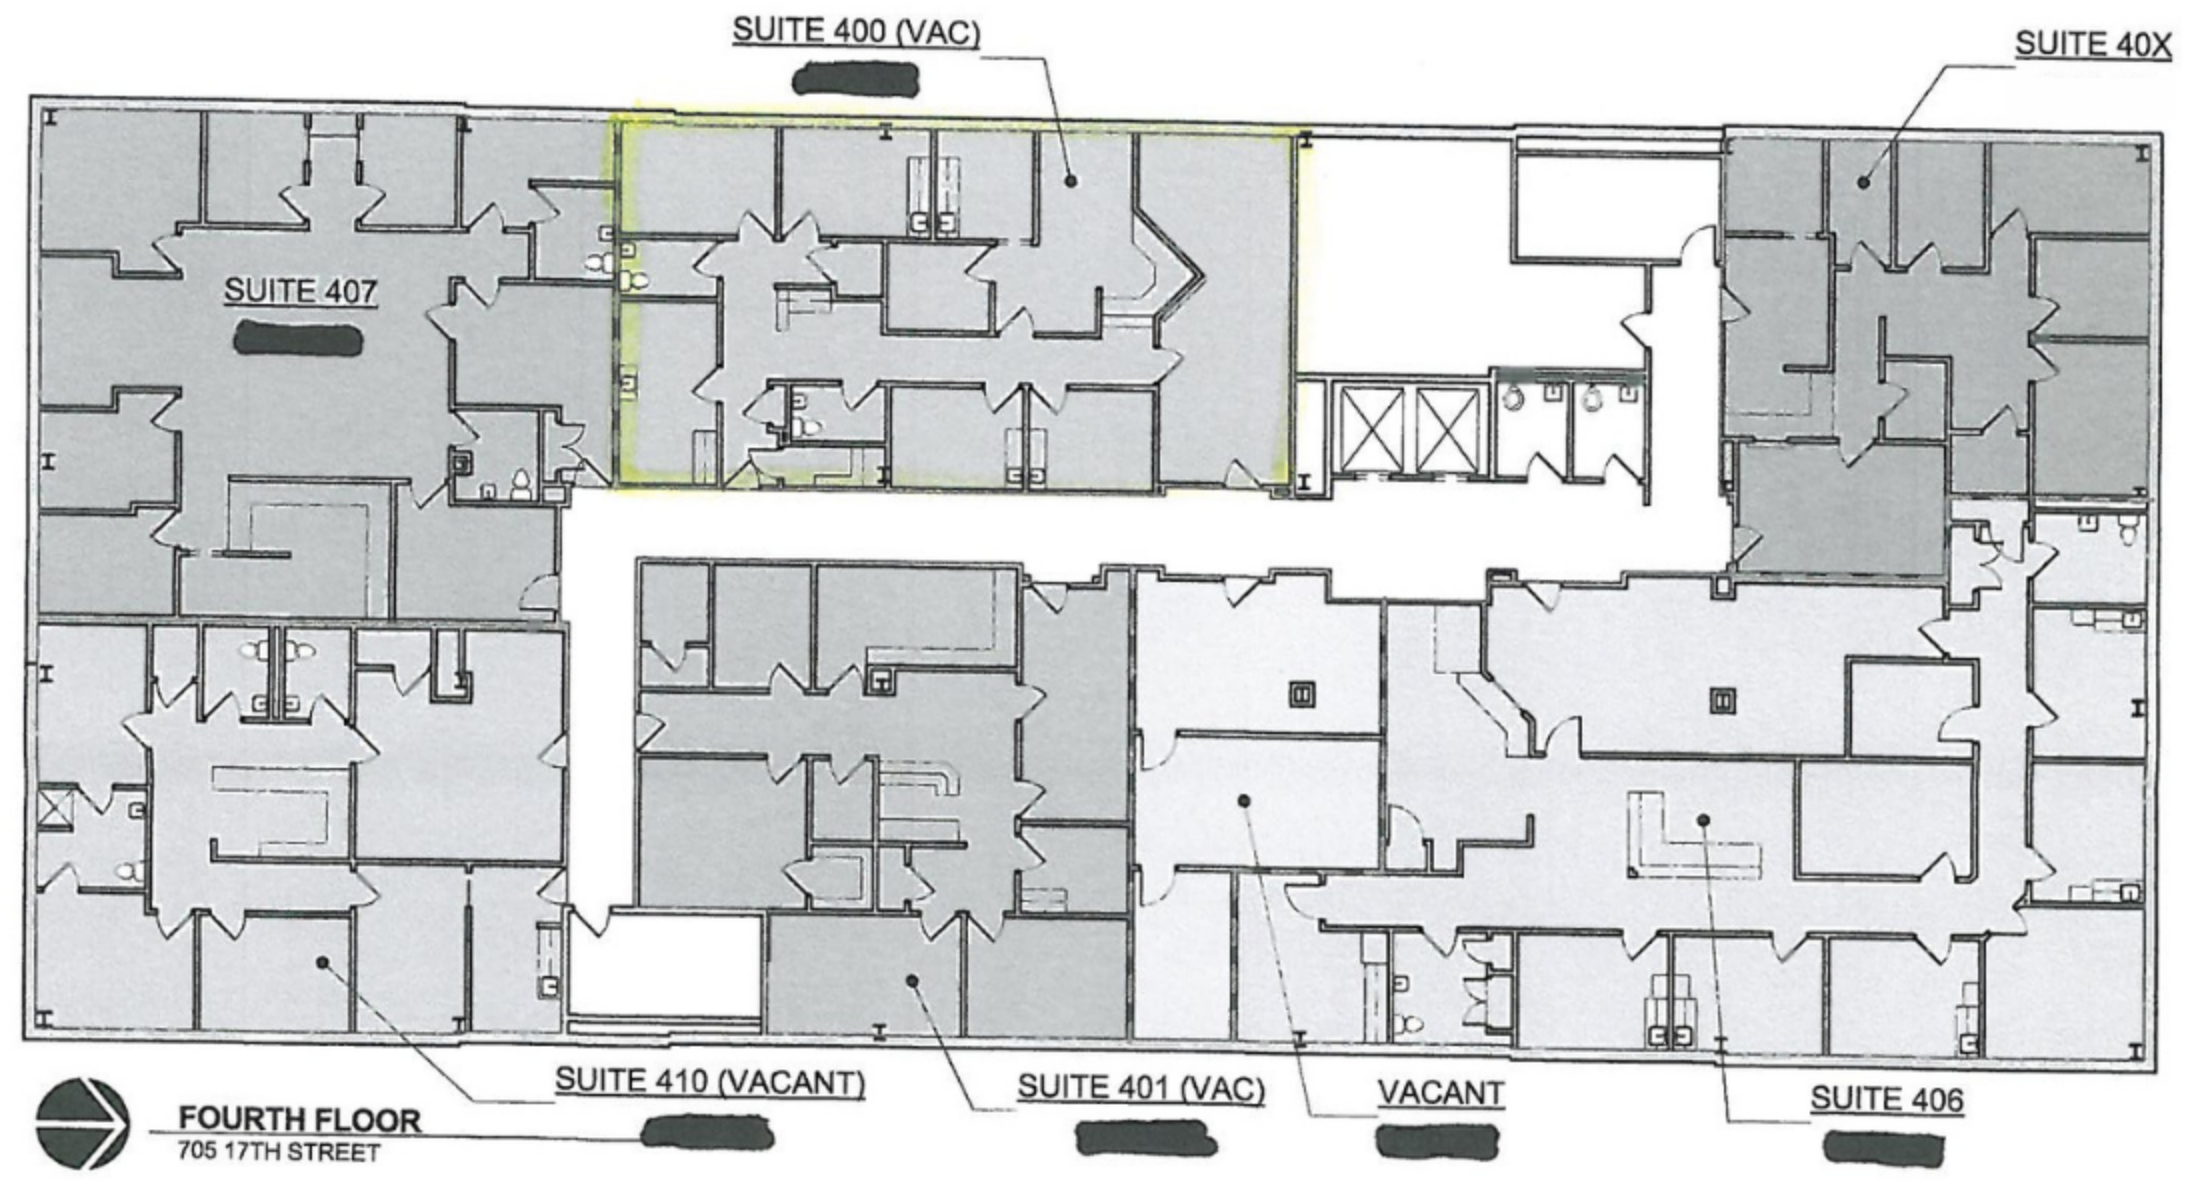 SUITE 400 (VAC)
SUITE 40X
SUITE 407
SUITE 410 (VACANT)
SUITE 401 (VAC)
VACANT
SUITE 406
FOURTH FLOOR
705 17TH STREET